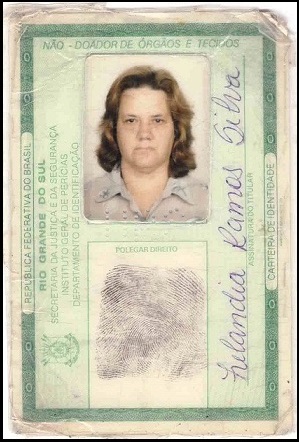 NÃO - DOADOR DE ÓRGÃOS E TECIDOS
REPÚBLICA FEDERATIVA DO BRASIL
RIO GRANDE DO SUL
SECRETARIA DA JUSTIÇA E DA SEGURANÇA
INSTITUTO GERAL DE PERÍCIAS
DEPARTAMENTO DE IDENTIFICAÇÃO
POLEGAR DIREITO
Zelandia Ramos Silva
ASSINATURA DO TITULAR
CARTEIRA DE IDENTIDADE